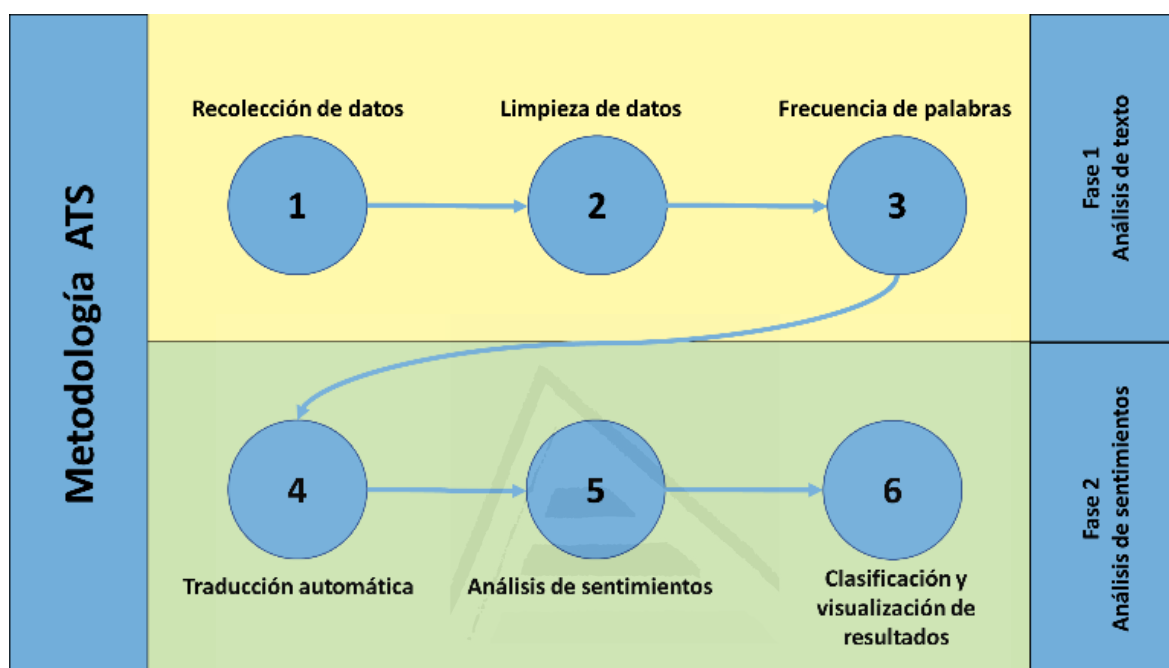 Metodología ATS
Recolección de datos
Limpieza de datos
Frecuencia de palabras
1
2
3
Fase 1
Análisis de texto
4
5
6
Traducción automática
Análisis de sentimientos
Clasificación y
visualización de
resultados
Fase 2
Análisis de sentimientos